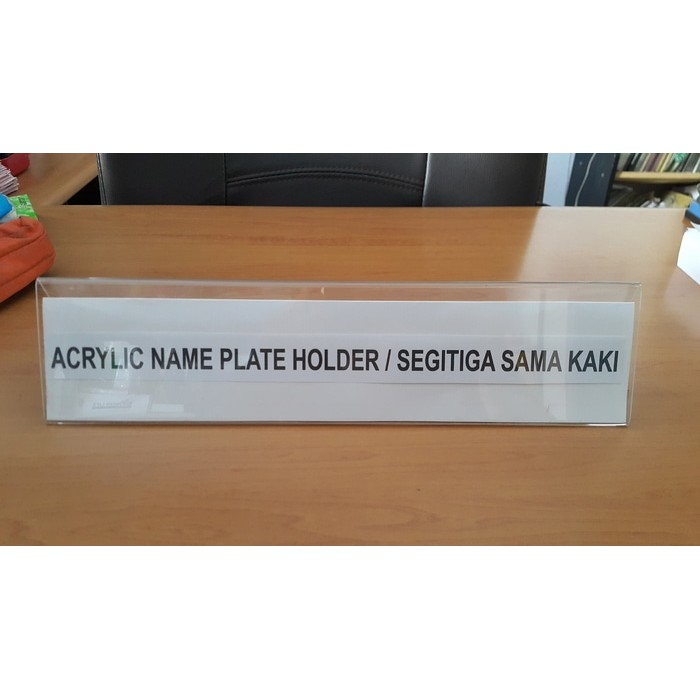 ACRYLIC NAME PLATE HOLDER / SEGITIGA SAMA KAKI